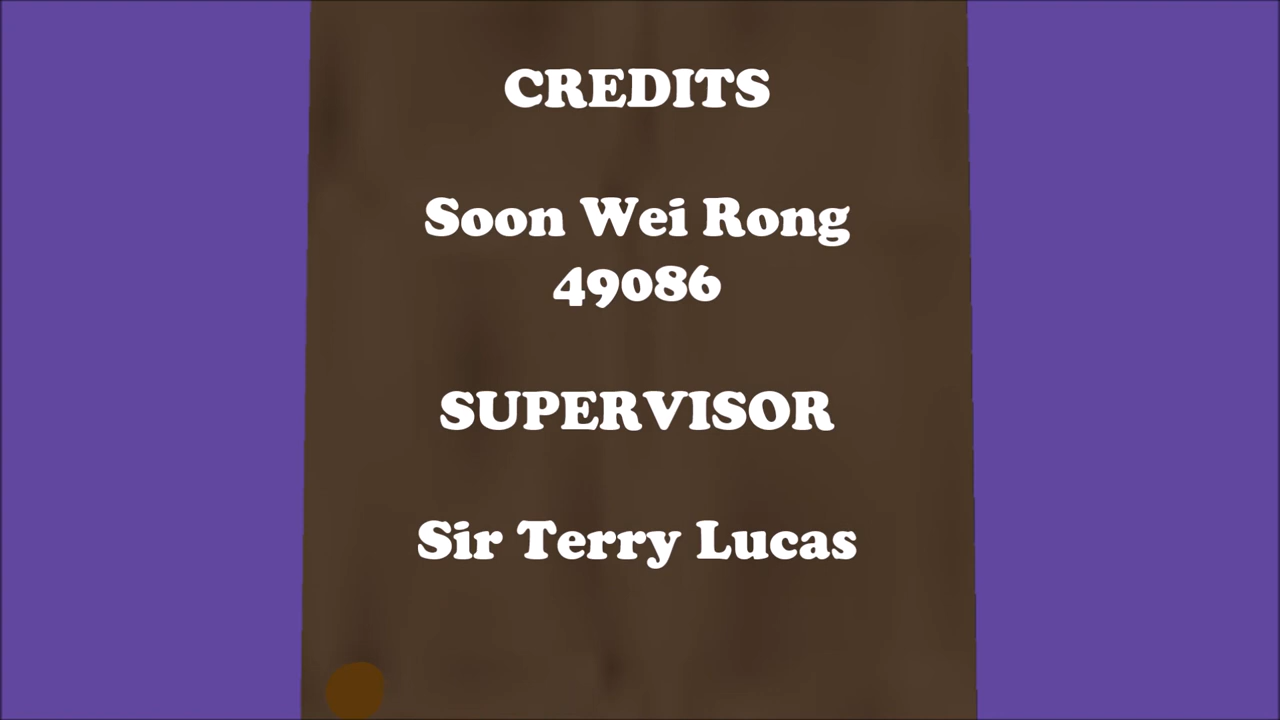 CREDITS
Soon Wei Rong
49086
SUPERVISOR
Sir Terry Lucas